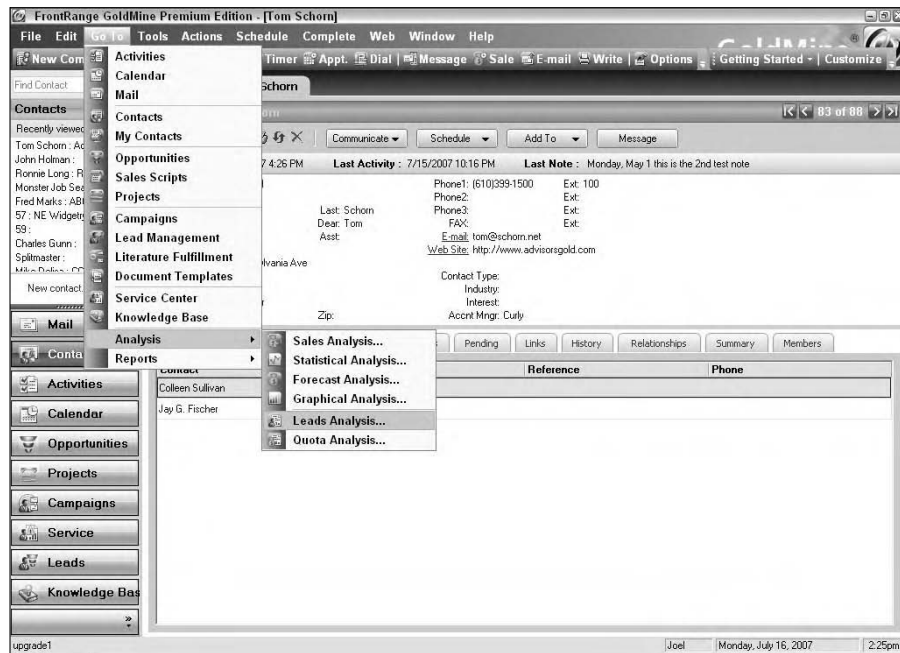 FrontRange GoldMine Premium Edition - [Tom Schorn]
File Edit Go To Tools Actions Schedule Complete Web Window Help
GoldMine ®
New Com Timer Appt. Dial Message Sale E-mail Write Options Getting Started Customize
Find Contact
Schorn
Contacts
83 of 88
Recently viewed
Tom Schorn : Ad
John Holman :
Ronnie Long : R
Monster Job Sea
Fred Marks : AB
57 : NE Widgetry
59 :
Charles Gunn :
Splitmaster :
New contact
Activities
Calendar
Mail
Contacts
My Contacts
Opportunities
Sales Scripts
Projects
Campaigns
Lead Management
Literature Fulfillment
Document Templates
Service Center
Knowledge Base
Analysis
Reports
Communicate Schedule Add To Message
7 4:26 PM Last Activity : 7/15/2007 10:16 PM Last Note : Monday, May 1 this is the 2nd test note
Phone1: (610)399-1500 Ext: 100
Phone2: Ext:
Last: Schorn Phone3: Ext:
Dear: Tom FAX: Ext:
Asst: E-mail: tom@schorn.net
Web Site: http://www.advisorsgold.com
lvania Ave
Contact Type:
Industry:
Interest:
Zip: Accnt Mngr: Curly
Sales Analysis...
Statistical Analysis...
Forecast Analysis...
Graphical Analysis...
Leads Analysis...
Quota Analysis...
Pending Links History Relationships Summary Members
Contact Reference Phone
Colleen Sullivan
Jay G. Fischer
Mail
Conta
Activities
Calendar
Opportunities
Projects
Campaigns
Service
Leads
Knowledge Bas
upgrade1 Joel Monday, July 16, 2007 2:25pm